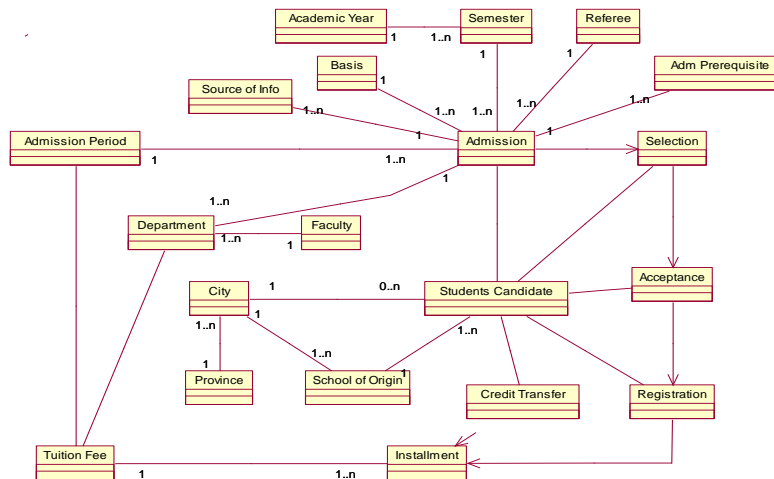 Academic Year
Semester
Referee
1
1..n
1
1
Basis
Adm Prerequisite
1
Source of Info
1..n
1..n
1..n
1..n
1..n
Admission Period
1
Admission
1
Selection
1
1..n
1
1..n
Department
Faculty
1..n
1
City
1
0..n
Students Candidate
Acceptance
1..n
1
1..n
1..n
1
Province
School of Origin
1
Credit Transfer
Registration
Tuition Fee
Installment
1
1..n